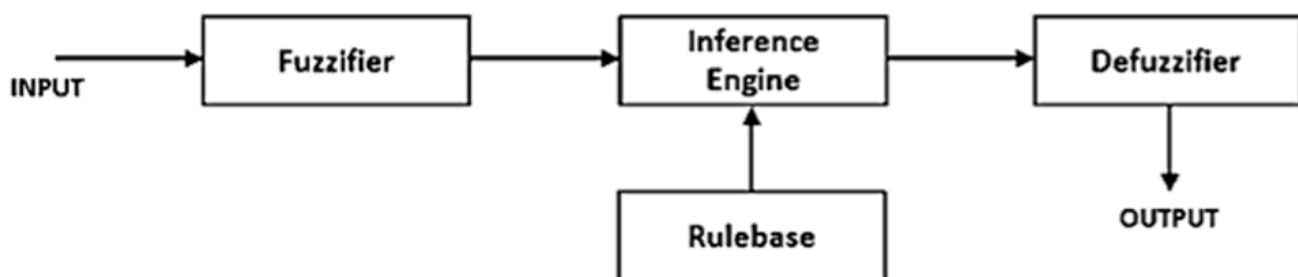 INPUT
Fuzzifier
Inference
Engine
Defuzzifier
Rulebase
OUTPUT